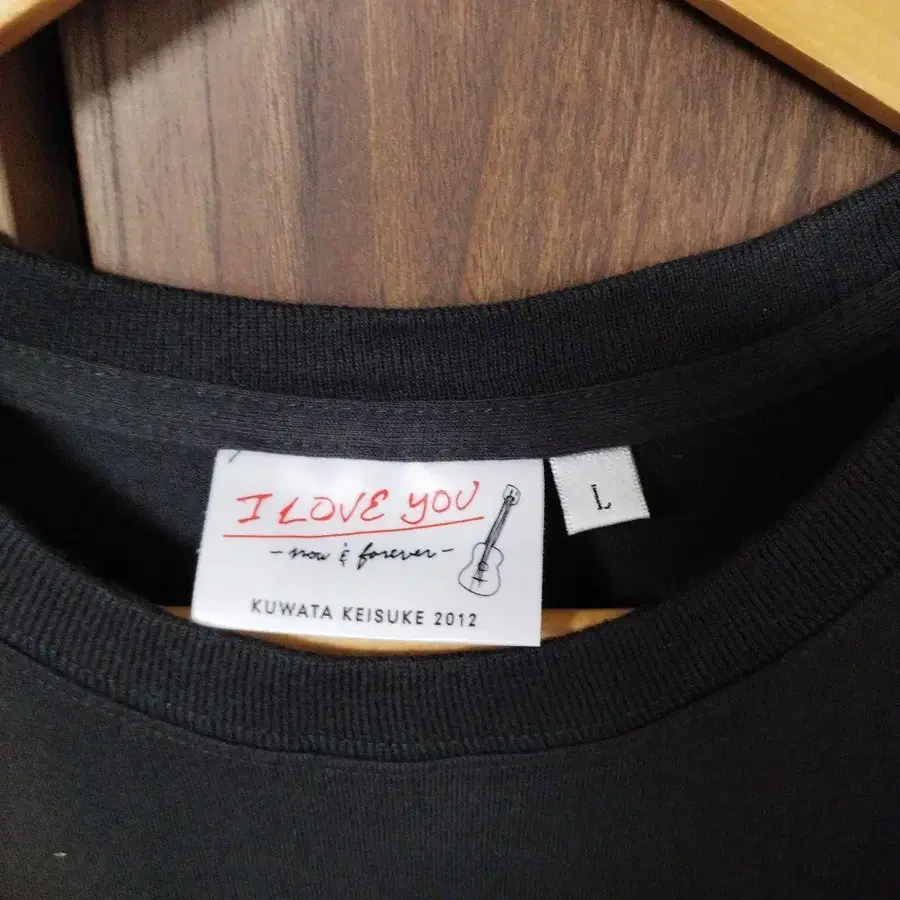 I LOVE YOU
- now & forever -
KUWATA KEISUKE 2012
L